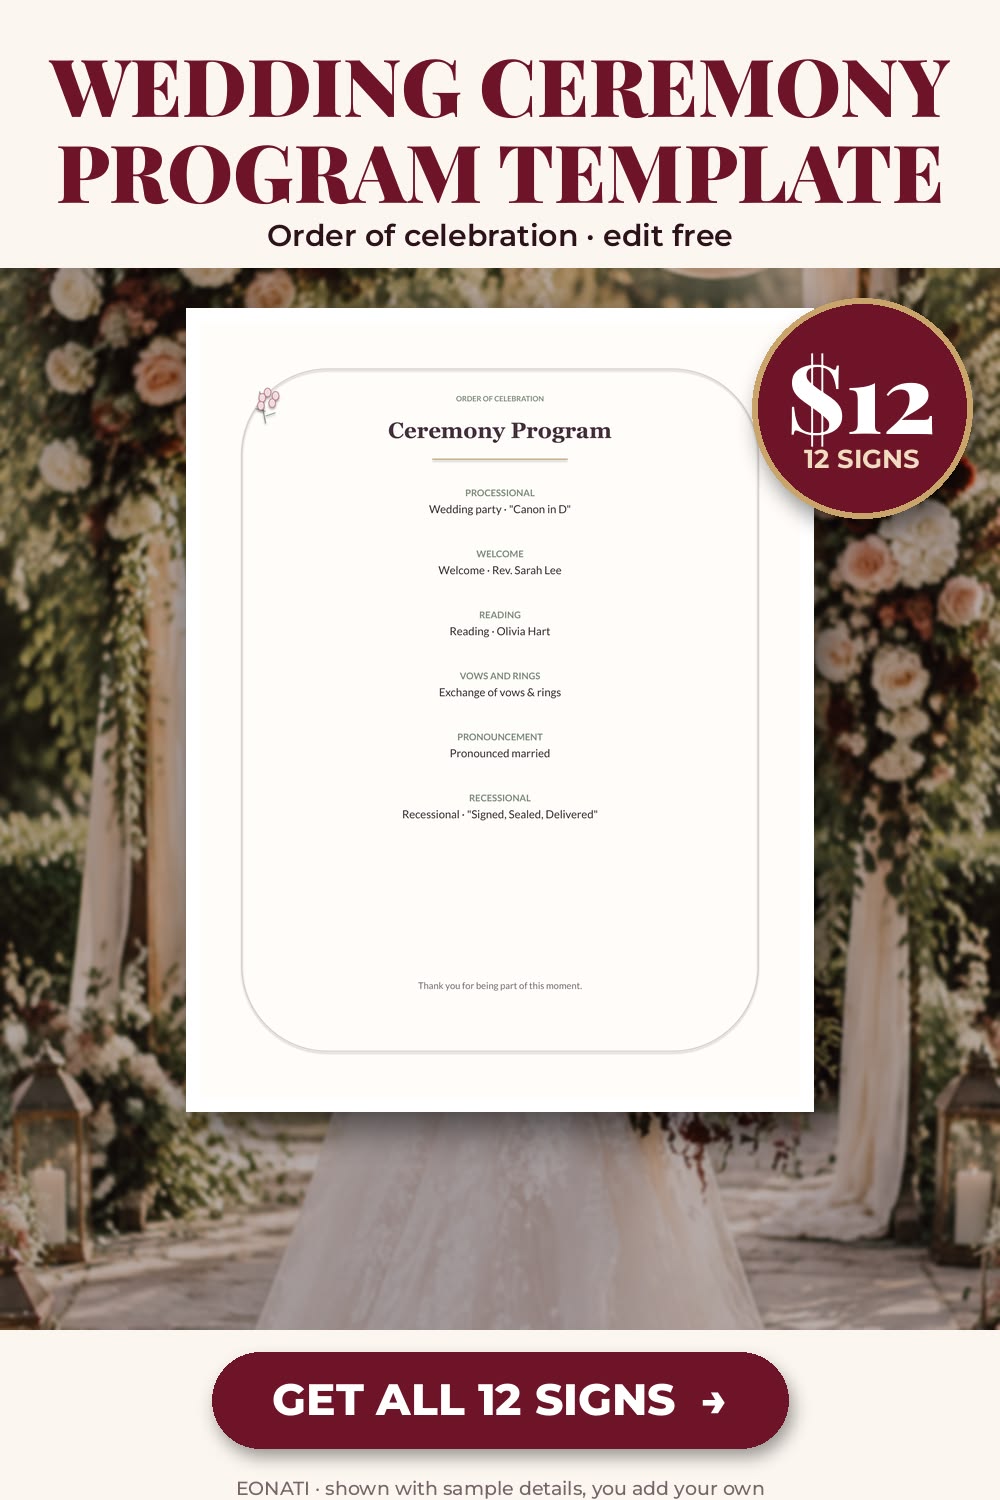 WEDDING CEREMONY
PROGRAM TEMPLATE
Order of celebration · edit free
$12
12 SIGNS
ORDER OF CELEBRATION
Ceremony Program
PROCESSIONAL
Wedding party · "Canon in D"
WELCOME
Welcome · Rev. Sarah Lee
READING
Reading · Olivia Hart
VOWS AND RINGS
Exchange of vows & rings
PRONOUNCEMENT
Pronounced married
RECESSIONAL
Recessional · "Signed, Sealed, Delivered"
Thank you for being part of this moment.
GET ALL 12 SIGNS →
EONATI · shown with sample details, you add your own